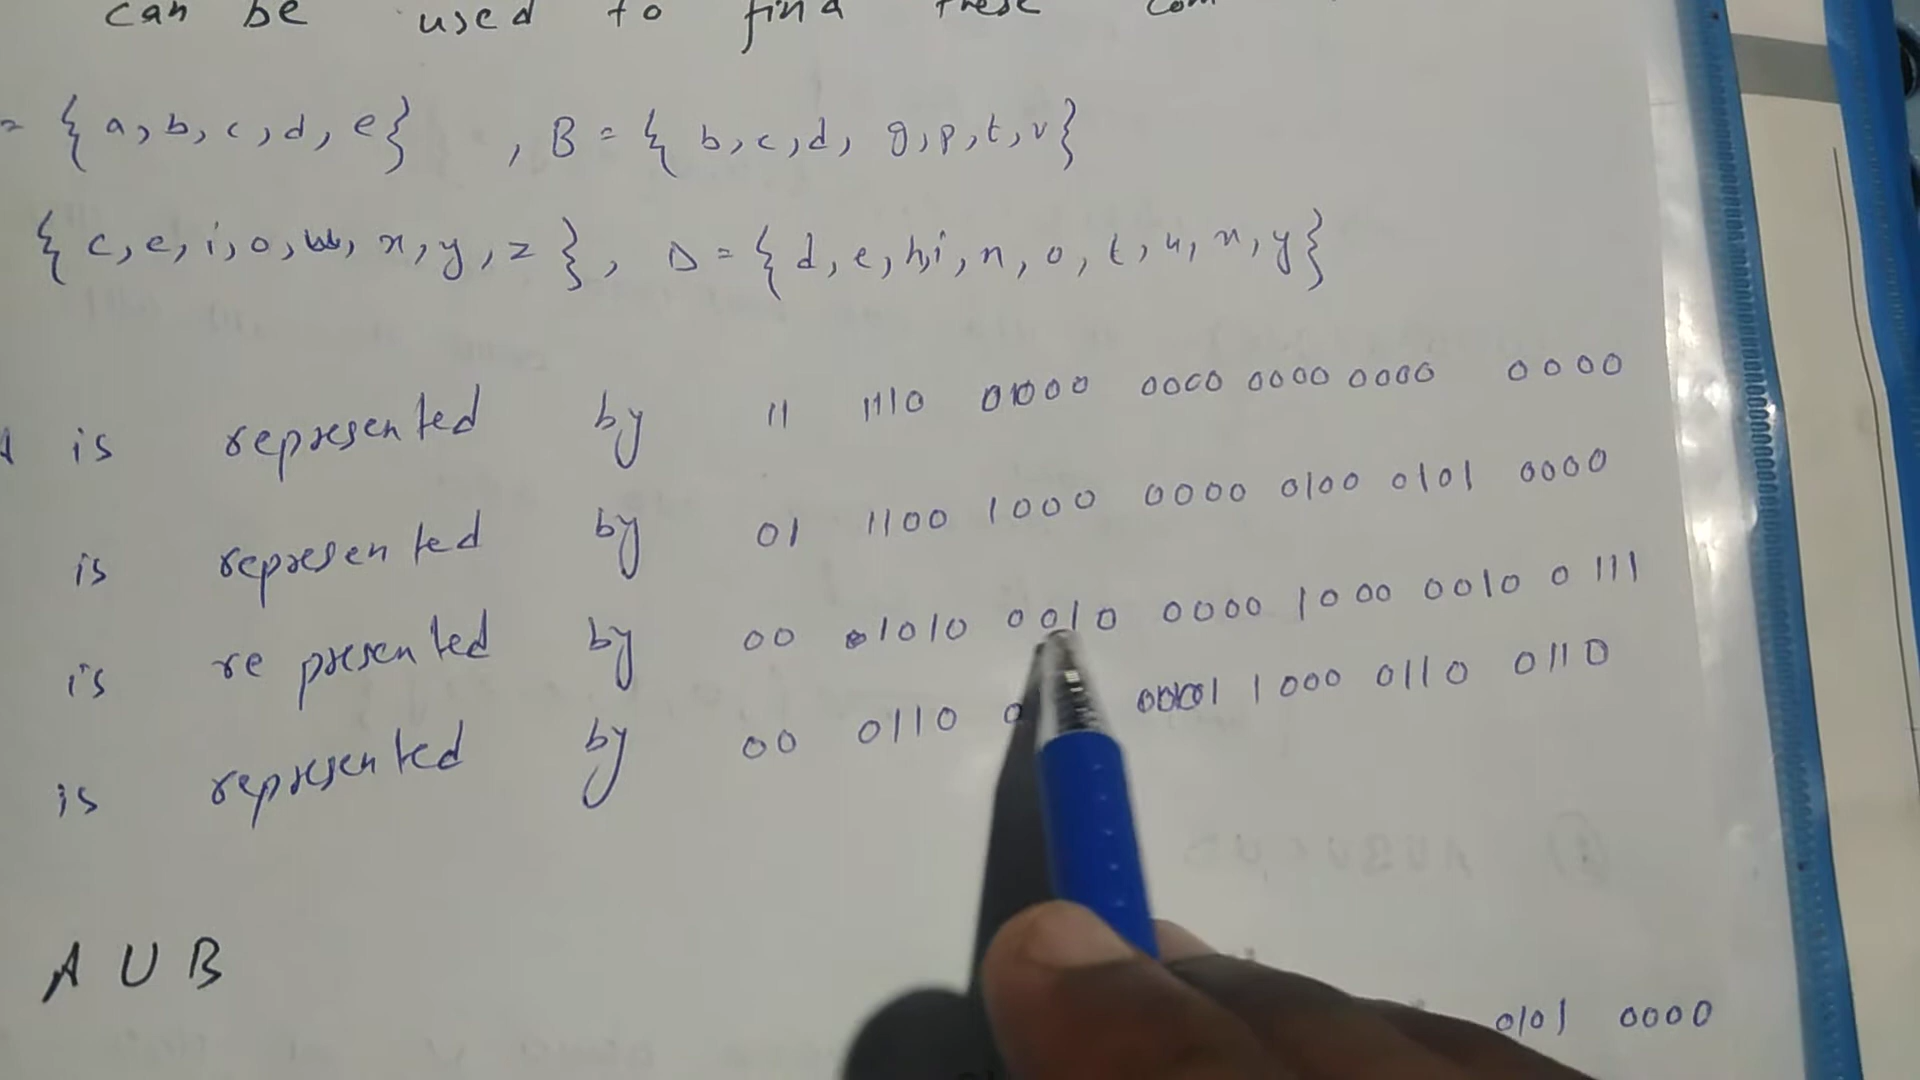 can be used to find these com
= {a, b, c, d, e} , B = { b, c, d, g, p, t, v}
{ c, e, i, o, u, x, y, z }, D = { d, e, h, i, n, o, t, u, x, y}
A is represented by 11 1110 0000 0000 0000 0000 0000
is represented by 01 1100 1000 0000 0100 0101 0000
is represented by 00 1010 0010 0000 1000 0010 0111
is represented by 00 0110 0001 1000 0110 0110
A U B
0101 0000